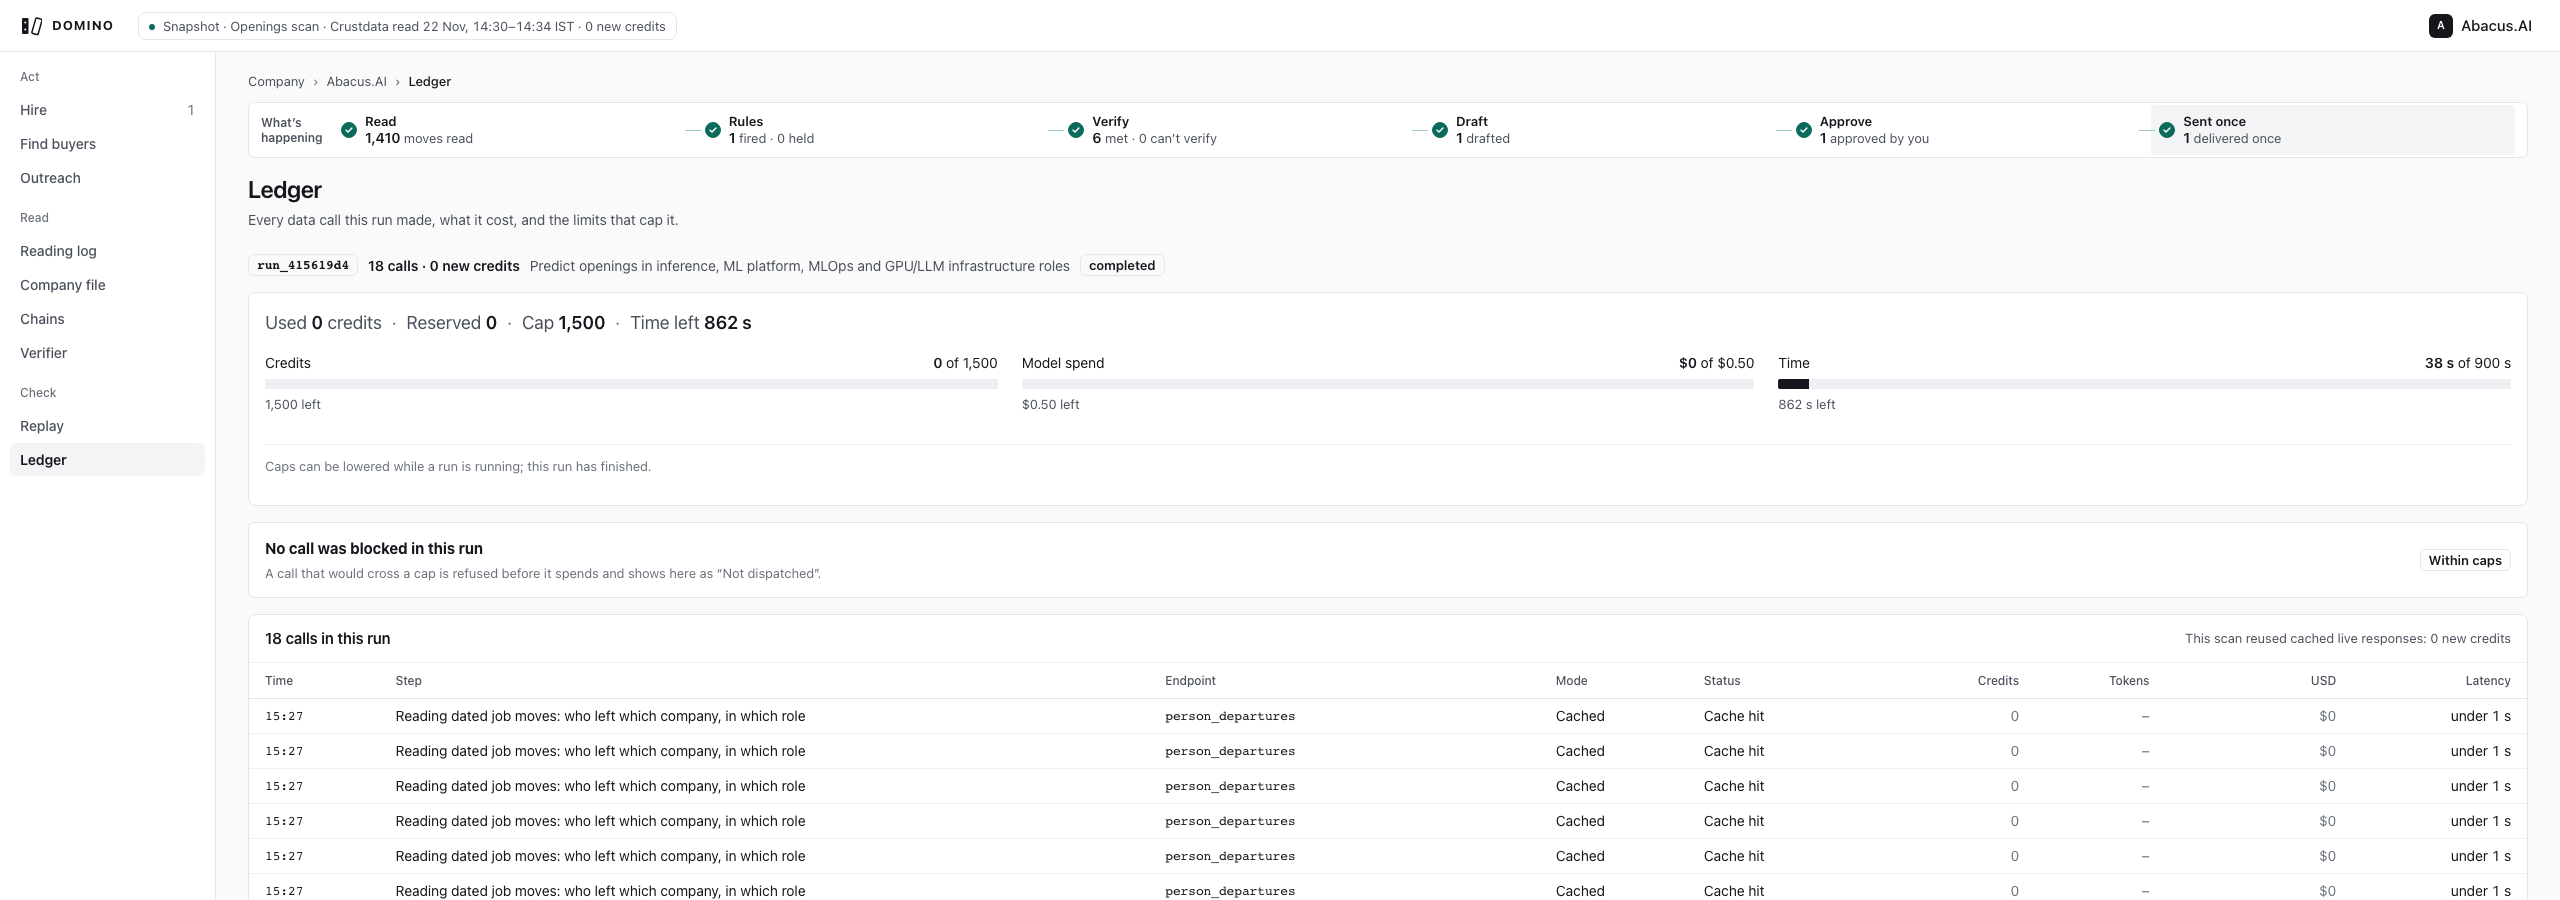 DOMINO
Snapshot · Openings scan · Crustdata read 22 Nov, 14:30–14:34 IST · 0 new credits
A Abacus.AI
Act
Hire 1
Find buyers
Outreach
Read
Reading log
Company file
Chains
Verifier
Check
Replay
Ledger
Company › Abacus.AI › Ledger
What’s happening
Read
1,410 moves read
Rules
1 fired · 0 held
Verify
6 met · 0 can’t verify
Draft
1 drafted
Approve
1 approved by you
Sent once
1 delivered once
Ledger
Every data call this run made, what it cost, and the limits that cap it.
run_415619d4 18 calls · 0 new credits Predict openings in inference, ML platform, MLOps and GPU/LLM infrastructure roles completed
Used 0 credits · Reserved 0 · Cap 1,500 · Time left 862 s
Credits 0 of 1,500
1,500 left
Model spend $0 of $0.50
$0.50 left
Time 38 s of 900 s
862 s left
Caps can be lowered while a run is running; this run has finished.
No call was blocked in this run
A call that would cross a cap is refused before it spends and shows here as “Not dispatched”.
Within caps
18 calls in this run
This scan reused cached live responses: 0 new credits
Time Step Endpoint Mode Status Credits Tokens USD Latency
15:27 Reading dated job moves: who left which company, in which role person_departures Cached Cache hit 0 – $0 under 1 s
15:27 Reading dated job moves: who left which company, in which role person_departures Cached Cache hit 0 – $0 under 1 s
15:27 Reading dated job moves: who left which company, in which role person_departures Cached Cache hit 0 – $0 under 1 s
15:27 Reading dated job moves: who left which company, in which role person_departures Cached Cache hit 0 – $0 under 1 s
15:27 Reading dated job moves: who left which company, in which role person_departures Cached Cache hit 0 – $0 under 1 s
15:27 Reading dated job moves: who left which company, in which role person_departures Cached Cache hit 0 – $0 under 1 s